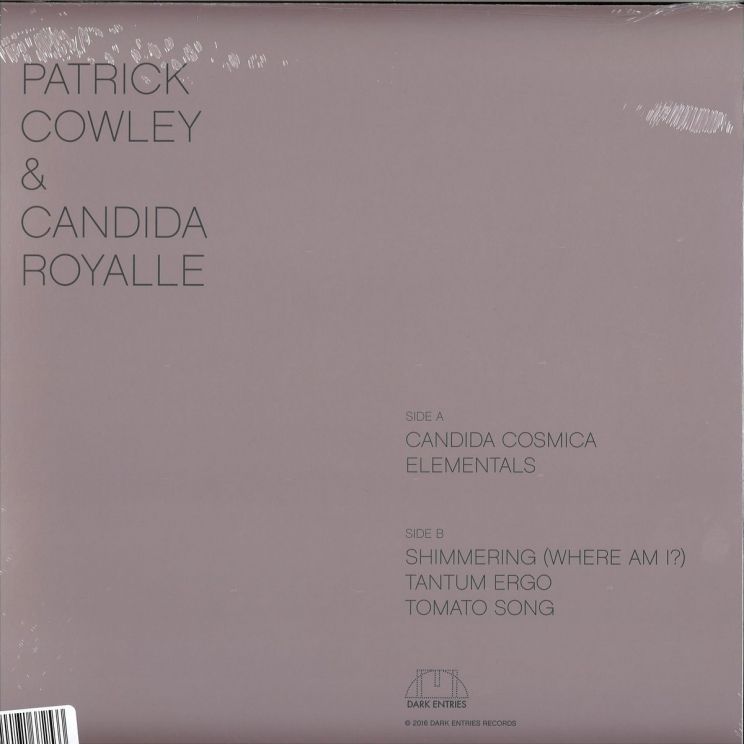 PATRICK
COWLEY
&
CANDIDA
ROYALLE
SIDE A
CANDIDA COSMICA
ELEMENTALS
SIDE B
SHIMMERING (WHERE AM I?)
TANTUM ERGO
TOMATO SONG
DARK ENTRIES
© 2016 DARK ENTRIES RECORDS